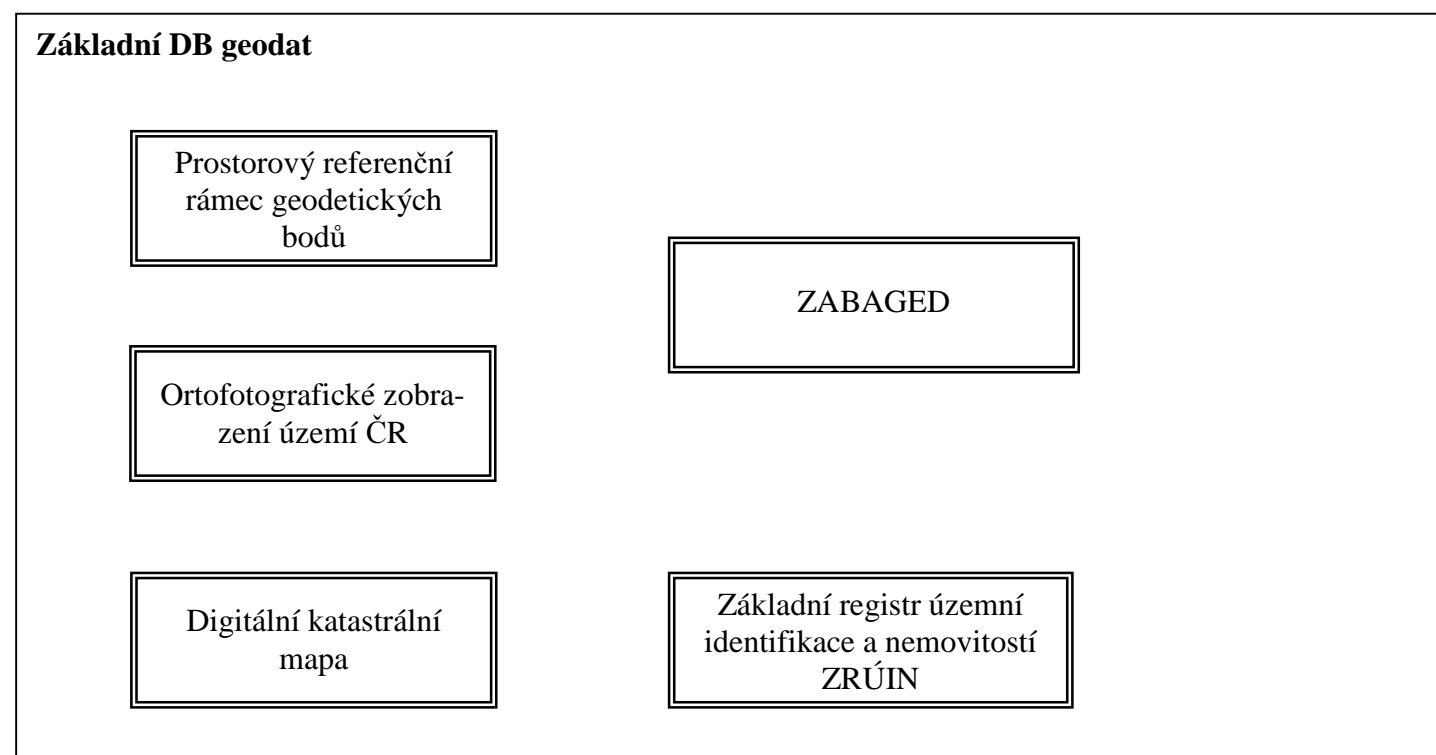 Základní DB geodat
Prostorový referenční
rámec geodetických
bodů
ZABAGED
Ortofotografické zobra-
zení území ČR
Digitální katastrální
mapa
Základní registr územní
identifikace a nemovitostí
ZRÚIN